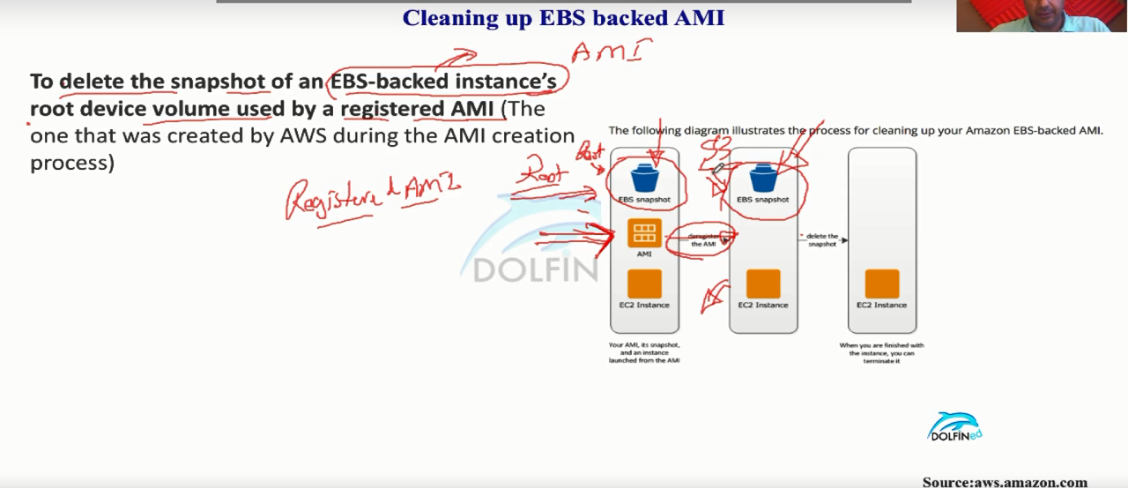 Cleaning up EBS backed AMI
AMI
To delete the snapshot of an EBS-backed instance's
root device volume used by a registered AMI (The
one that was created by AWS during the AMI creation
process)
The following diagram illustrates the process for cleaning up your Amazon EBS-backed AMI.
S3
Root
Registered AMI
EBS snapshot
EBS snapshot
deregister
the AMI
delete the
snapshot
AMI
DOLFIN
EC2 Instance
EC2 Instance
EC2 Instance
Your AMI, its snapshot,
and an instance
launched from the AMI
When you are finished with
the instance, you can
terminate it
DOLFINed
Source:aws.amazon.com